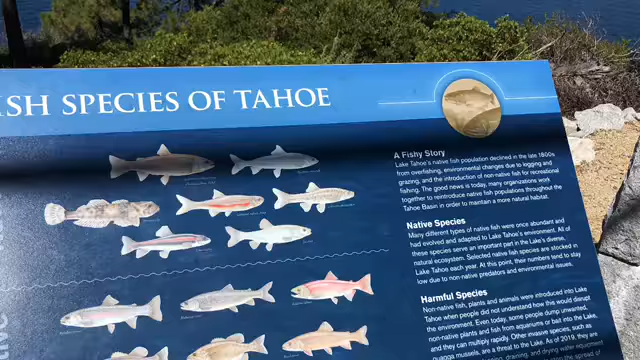 ISH SPECIES OF TAHOE
A Fishy Story
Lake Tahoe's native fish population declined in the late 1800s
from overfishing, environmental changes due to logging and
grazing, and the introduction of non-native fish for recreational
fishing. The good news is today, many organizations work
together to reintroduce native fish populations throughout the
Tahoe Basin in order to maintain a more natural habitat.
Native Species
Many different types of native fish were once abundant and
had evolved and adapted to Lake Tahoe's environment. All of
these species serve an important part in the Lake's diverse,
natural ecosystem. Selected native fish species are stocked in
Lake Tahoe each year. At this point, their numbers tend to stay
low due to non-native predators and environmental issues.
Harmful Species
Non-native fish, plants and animals were introduced into Lake
Tahoe when people did not understand how this would disrupt
the environment. Even today, some people dump unwanted,
non-native plants and fish from aquariums or bait into the Lake,
and they can multiply rapidly. Other invasive species, such as
quagga mussels, are a threat to the Lake. As of 2019, they are
draining, and drying water equipment
spread of